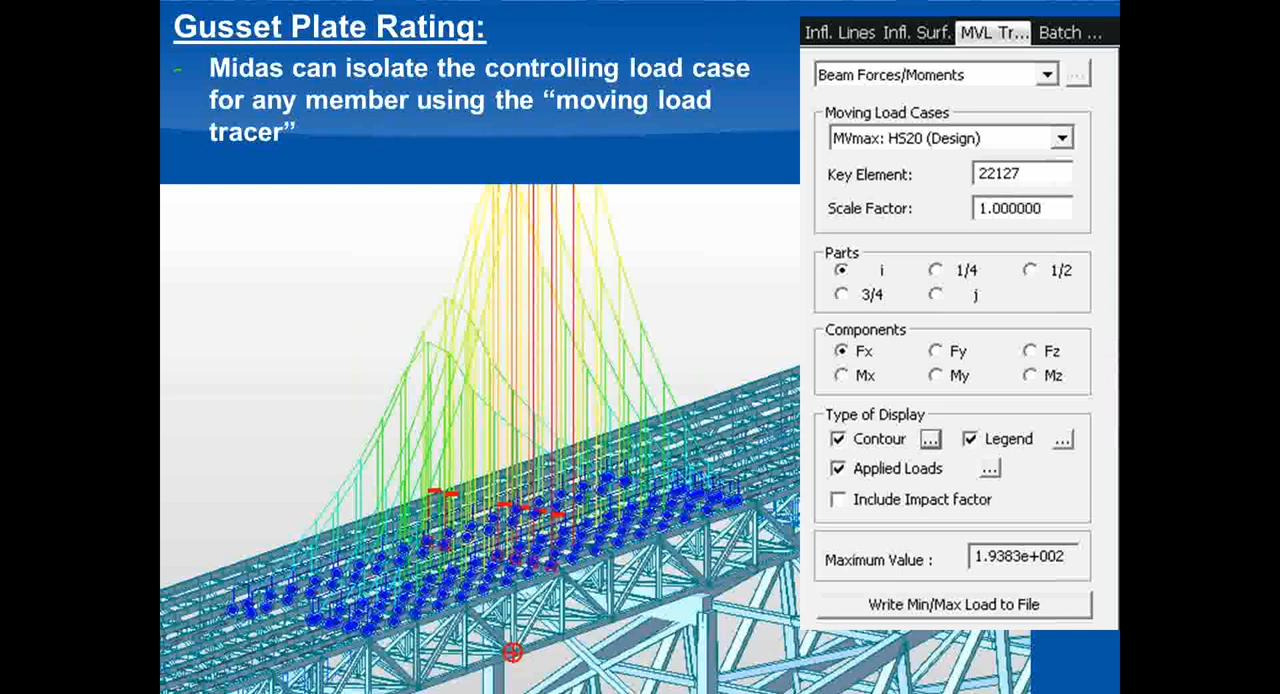 Gusset Plate Rating:
- Midas can isolate the controlling load case
for any member using the “moving load
tracer”
Infl. Lines Infl. Surf. MVL Tr... Batch ...
Beam Forces/Moments ...
Moving Load Cases
MVmax: HS20 (Design)
Key Element: 22127
Scale Factor: 1.000000
Parts
i 1/4 1/2
3/4 j
Components
Fx Fy Fz
Mx My Mz
Type of Display
Contour ... Legend ...
Applied Loads ...
Include Impact factor
Maximum Value : 1.9383e+002
Write Min/Max Load to File